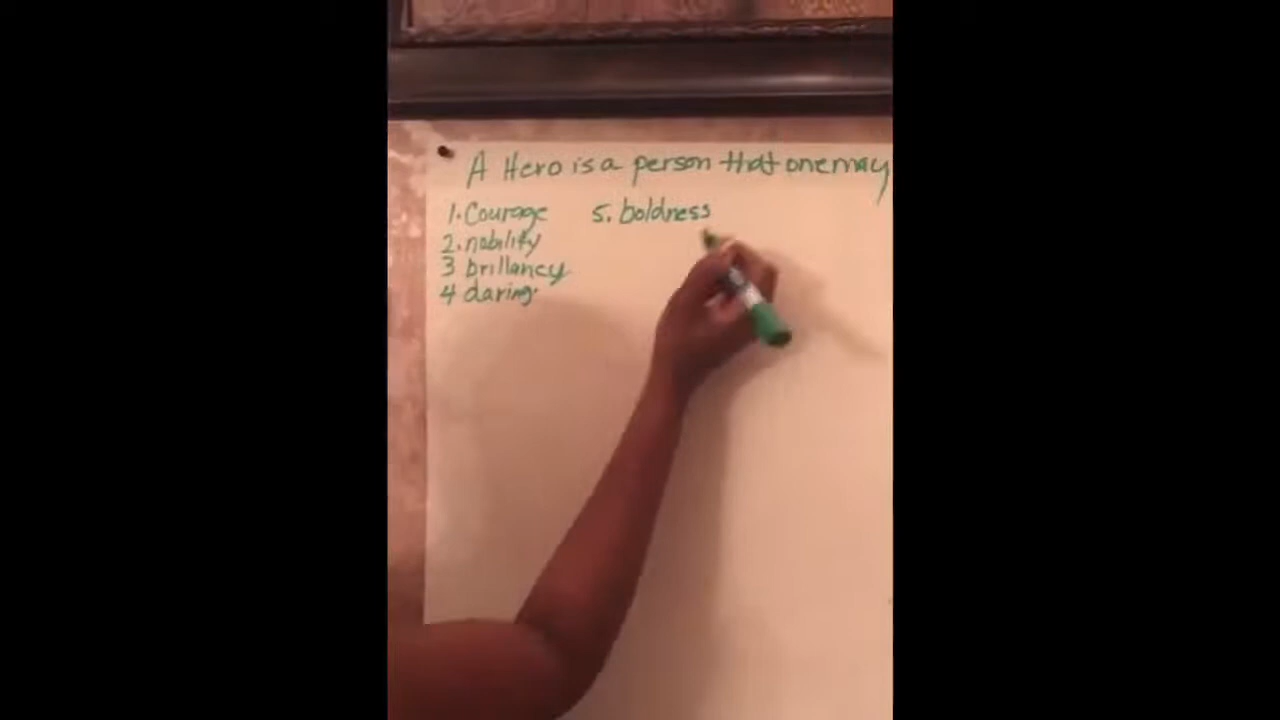 A Hero is a person that one may
1. Courage
2. nobility
3 brillancy
4 daring
5. boldness